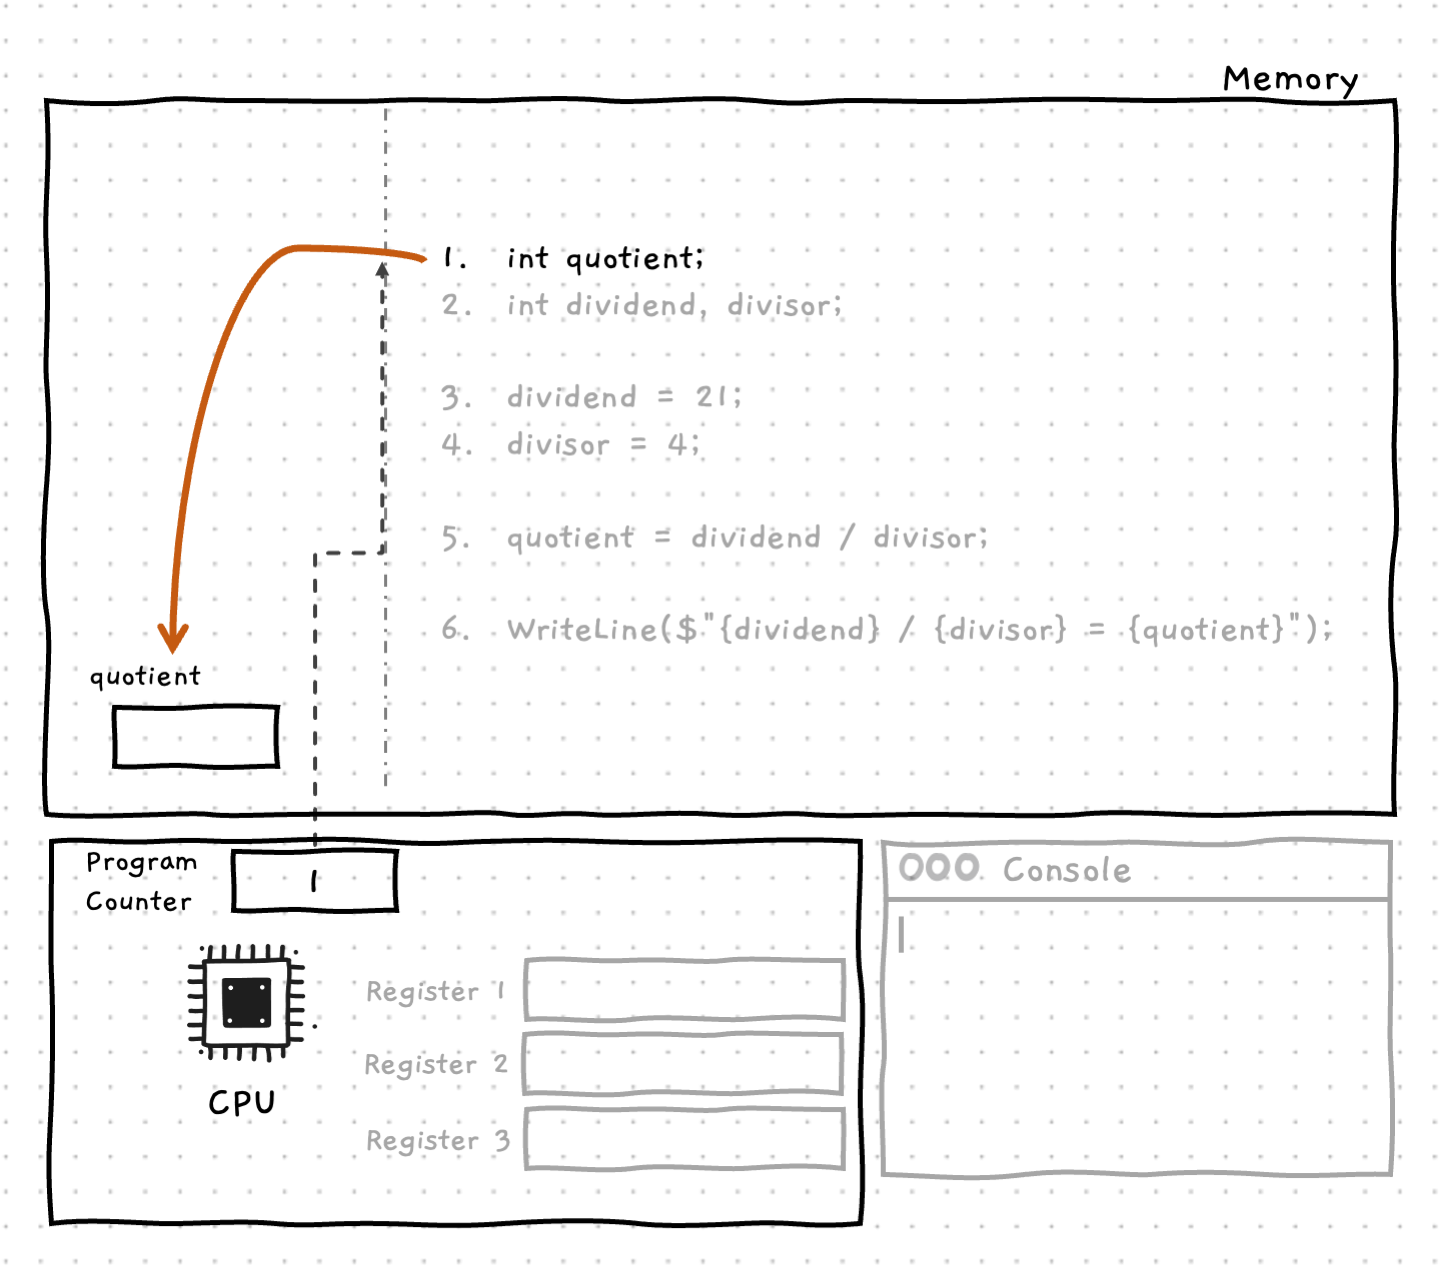 Memory
1. int quotient;
2. int dividend, divisor;
3. dividend = 21;
4. divisor = 4;
5. quotient = dividend / divisor;
6. WriteLine($"{dividend} / {divisor} = {quotient}");
quotient
Program
Counter
1
CPU
Register 1
Register 2
Register 3
Console